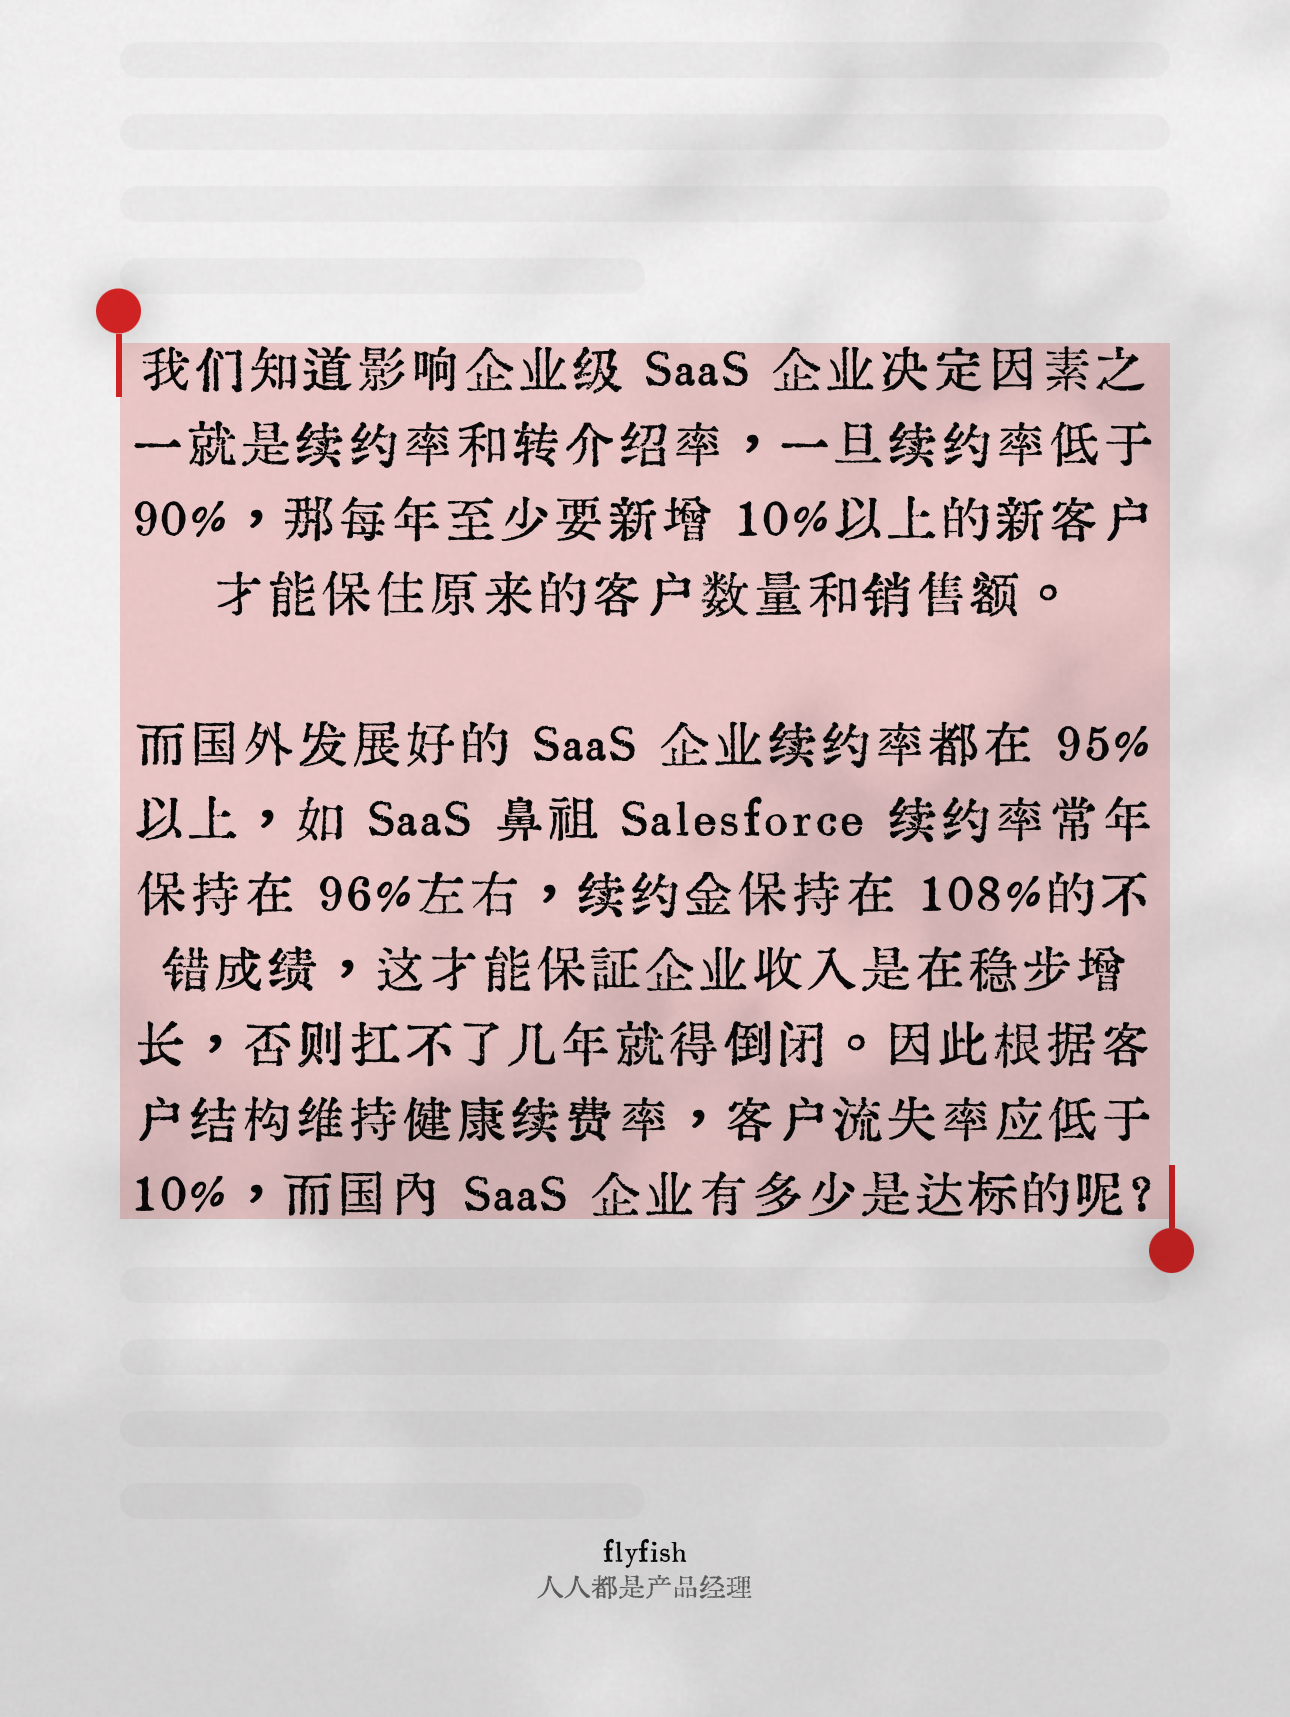 我们知道影响企业级 SaaS 企业决定因素之
一就是续约率和转介绍率，一旦续约率低于
90%，那每年至少要新增 10%以上的新客户
才能保住原来的客户数量和销售额。
而国外发展好的 SaaS 企业续约率都在 95%
以上，如 SaaS 鼻祖 Salesforce 续约率常年
保持在 96%左右，续约金保持在 108%的不
错成绩，这才能保証企业收入是在稳步增
长，否则扛不了几年就得倒闭。因此根据客
户结构维持健康续费率，客户流失率应低于
10%，而国内 SaaS 企业有多少是达标的呢？
flyfish
人人都是产品经理